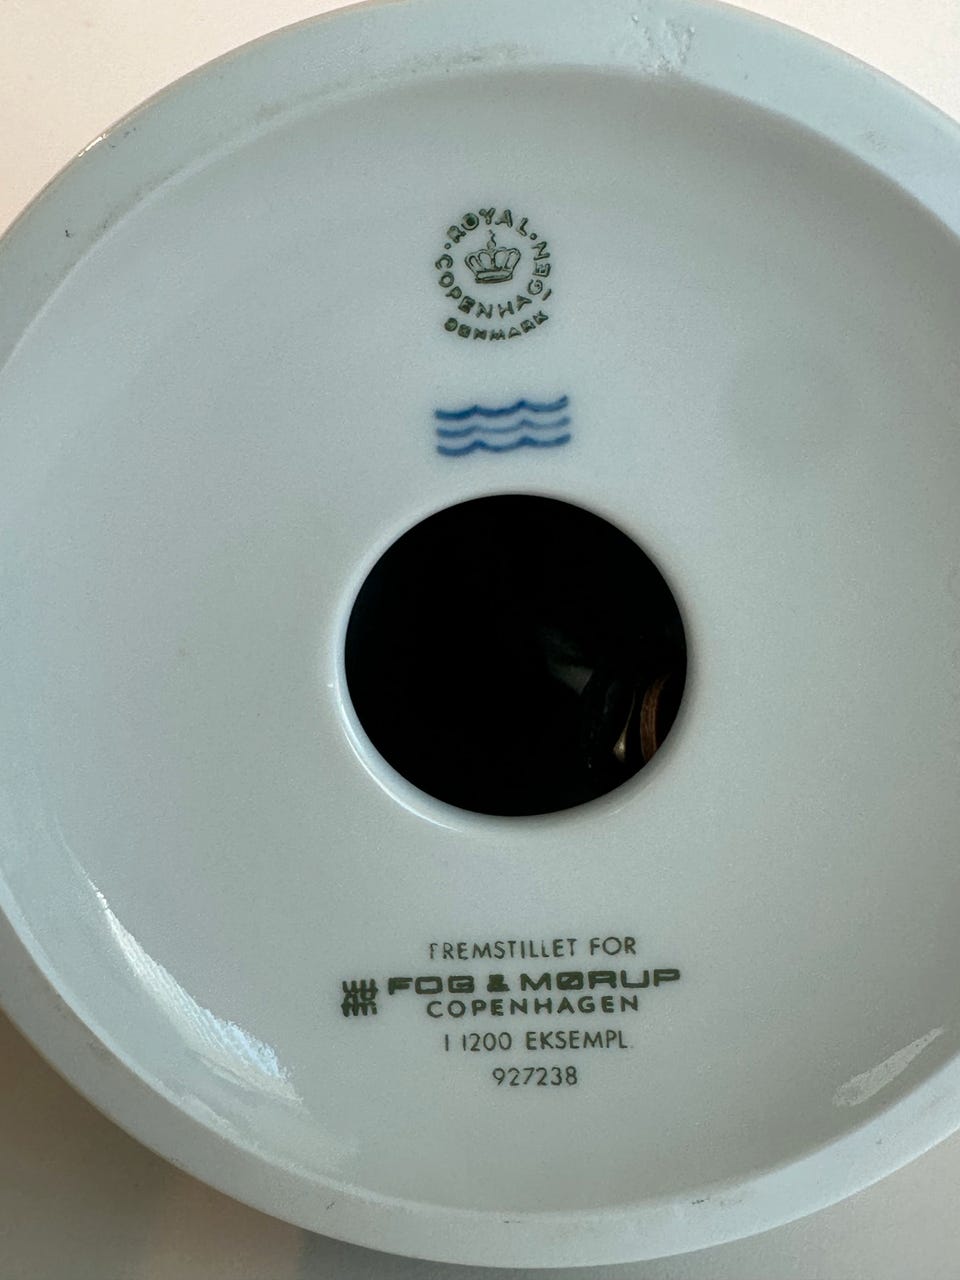 ROYAL
COPENHAGEN
DENMARK
FREMSTILLET FOR
FOG & MØRUP
COPENHAGEN
I 1200 EKSEMPL.
927238